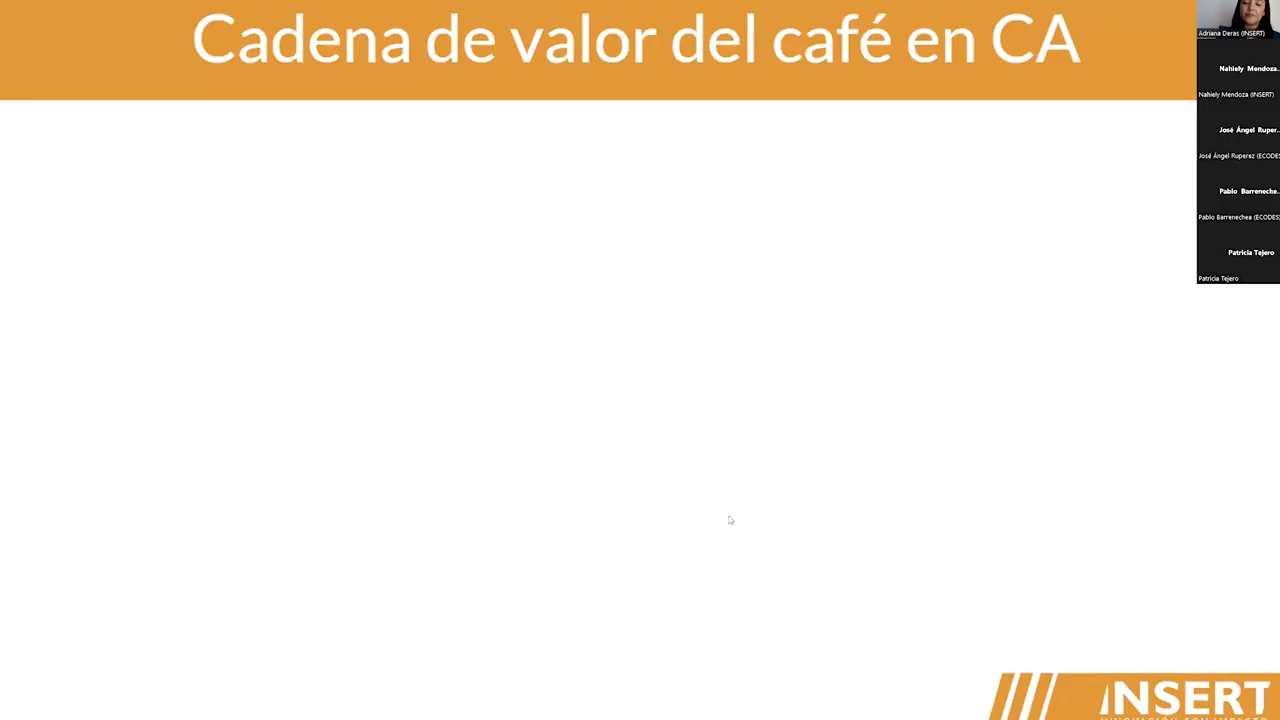 Cadena de valor del café en CA
Adriana Deras (INSERT)
Nahiely Mendoza...
Nahiely Mendoza (INSERT)
José Ángel Ruper...
José Ángel Ruperez (ECODES
Pablo Barreneche...
Pablo Barrenechea (ECODES)
Patricia Tejero
Patricia Tejero
INSERT